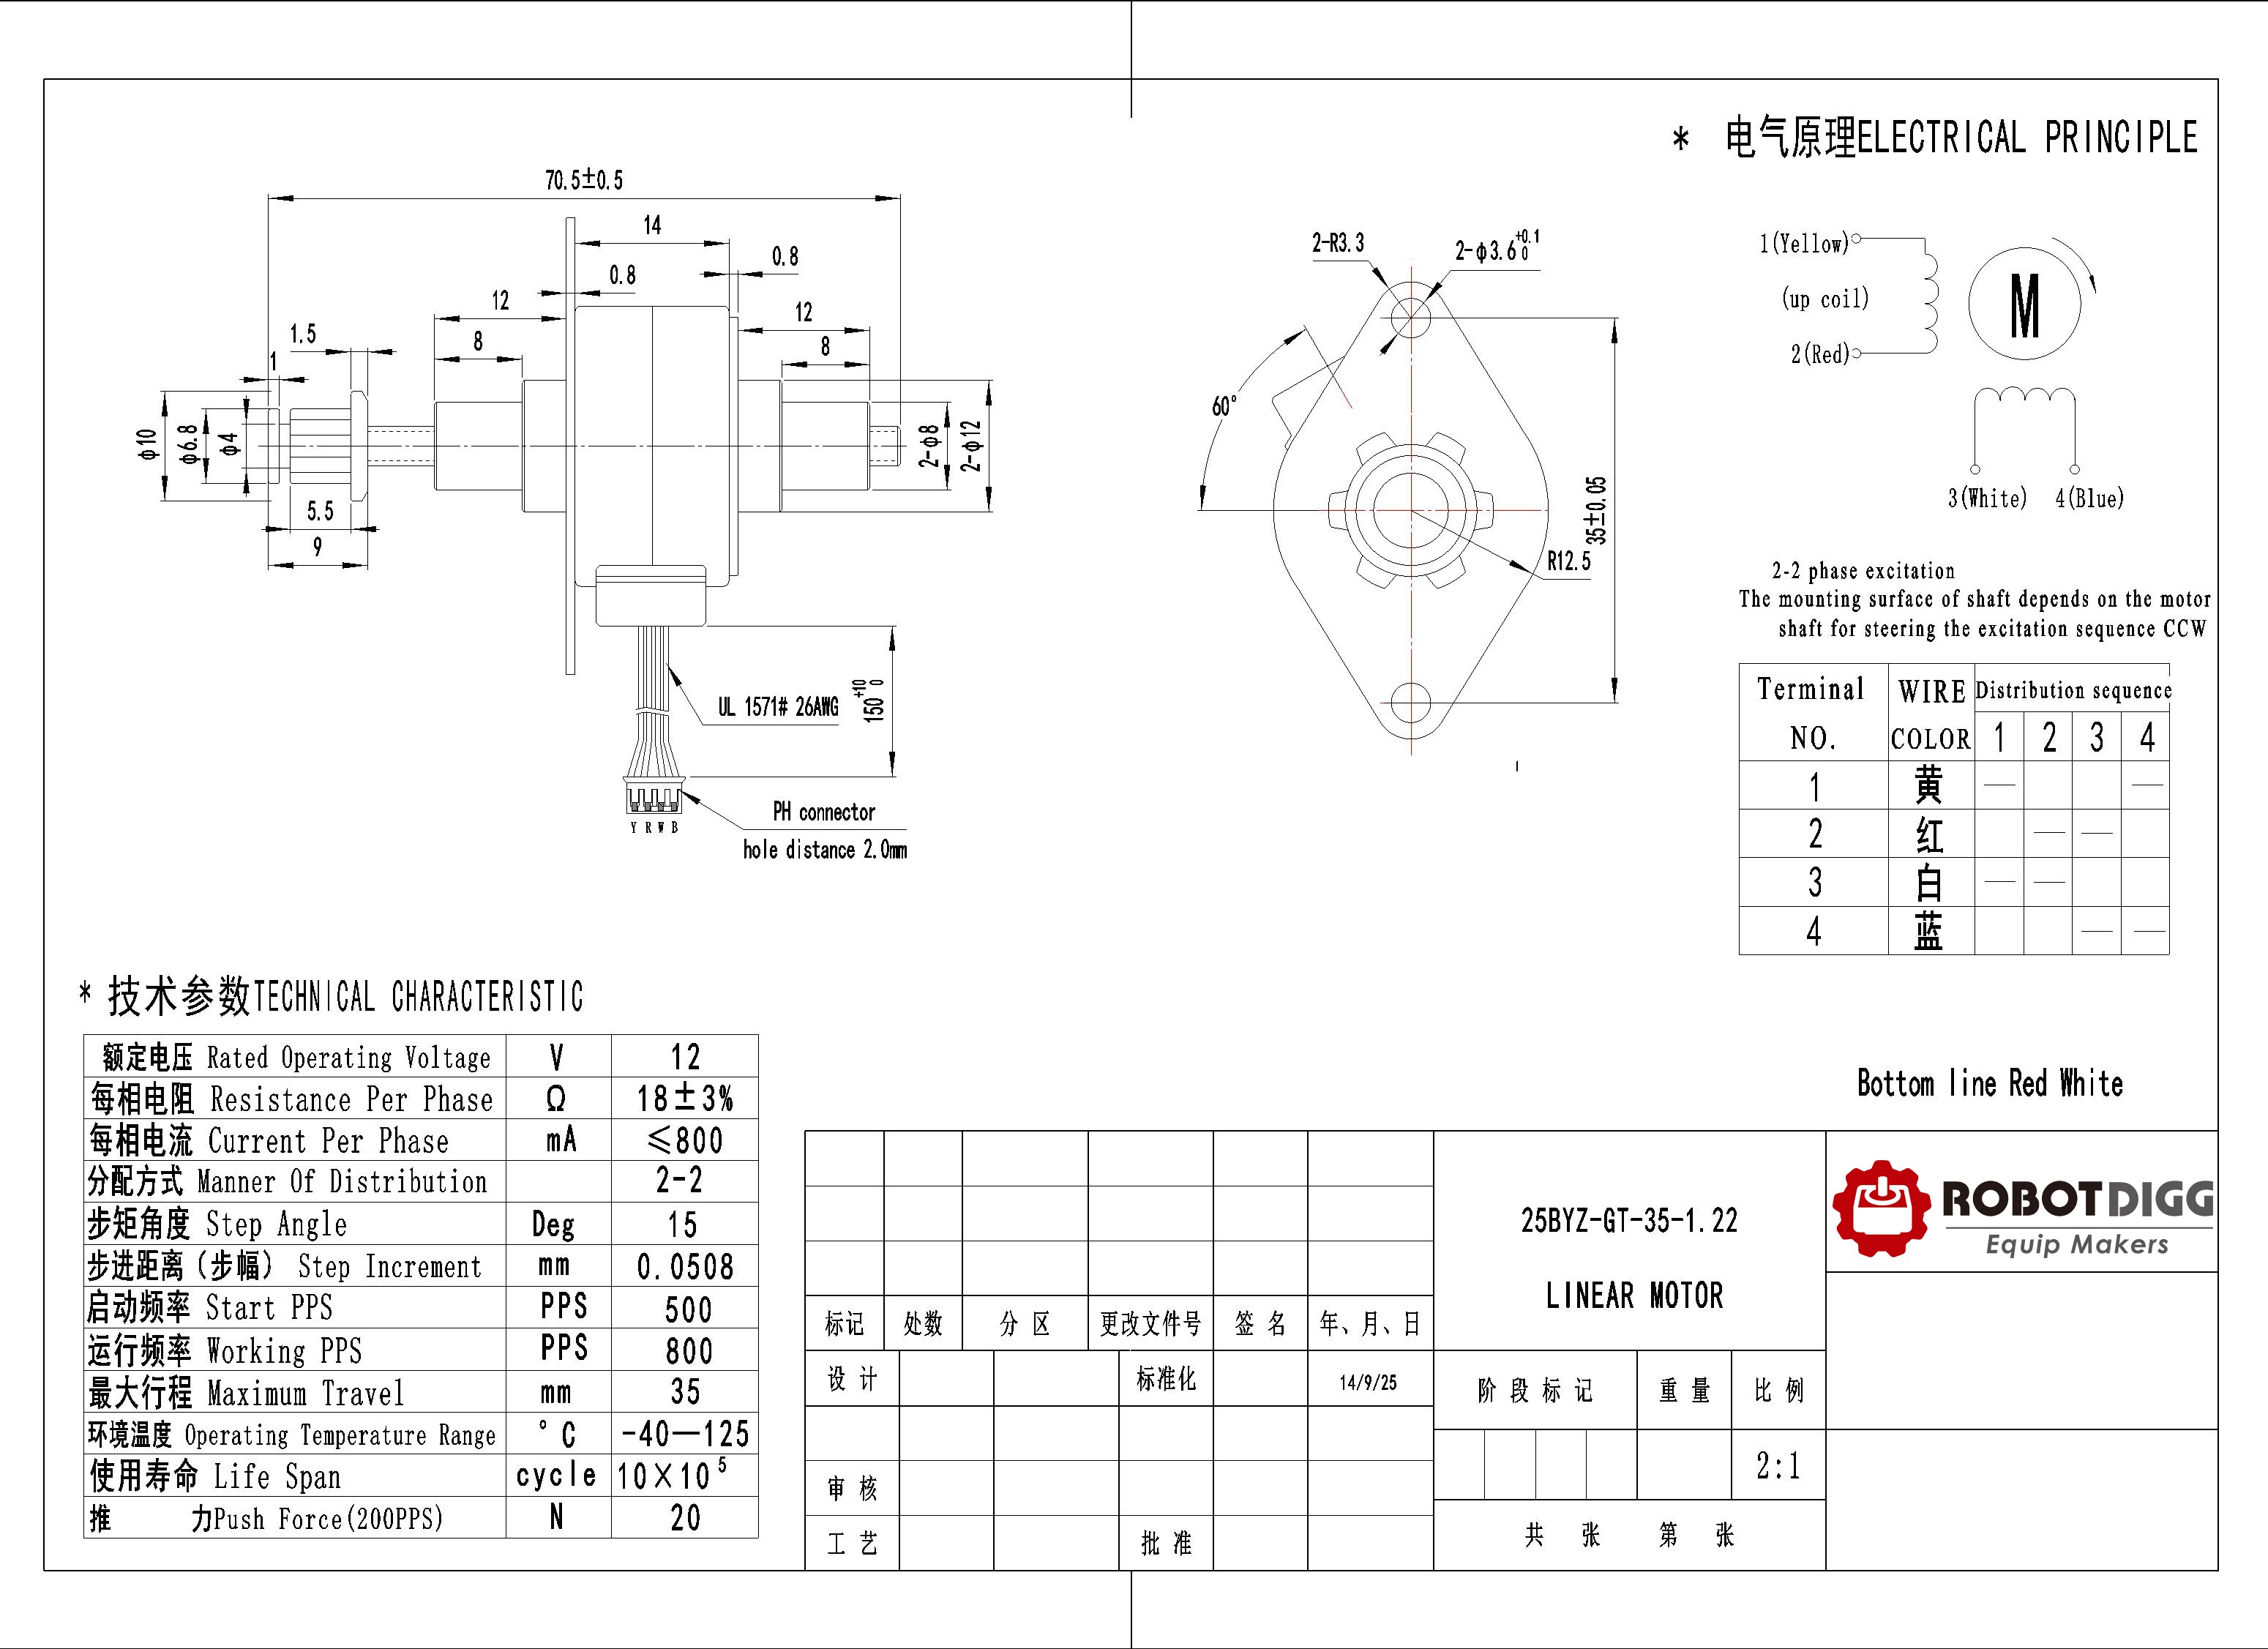 * 电气原理ELECTRICAL PRINCIPLE
70.5±0.5
14
0.8
0.8
12
8
12
8
1.5
1
φ10
φ6.8
φ4
5.5
9
2-φ8
2-φ12
UL 1571# 26AWG
150 +10 0
PH connector
hole distance 2.0mm
Y R W B
2-R3.3
2-φ3.6 +0.1 0
60°
35±0.05
R12.5
1(Yellow)
(up coil)
2(Red)
M
3(White) 4(Blue)
2-2 phase excitation
The mounting surface of shaft depends on the motor
shaft for steering the excitation sequence CCW
Terminal NO. WIRE COLOR Distribution sequence
1 2 3 4
1 黄 — —
2 红 — —
3 白 — —
4 蓝 — —
* 技术参数TECHNICAL CHARACTERISTIC
额定电压 Rated Operating Voltage V 12
每相电阻 Resistance Per Phase Ω 18±3%
每相电流 Current Per Phase mA ≤800
分配方式 Manner Of Distribution 2-2
步矩角度 Step Angle Deg 15
步进距离（步幅） Step Increment mm 0.0508
启动频率 Start PPS PPS 500
运行频率 Working PPS PPS 800
最大行程 Maximum Travel mm 35
环境温度 Operating Temperature Range °C -40—125
使用寿命 Life Span cycle 10×10⁵
推 力Push Force(200PPS) N 20
Bottom line Red White
标记 处数 分 区 更改文件号 签 名 年、月、日
设 计 标准化 14/9/25
审 核
工 艺 批 准
25BYZ-GT-35-1.22
LINEAR MOTOR
阶 段 标 记 重 量 比 例
2:1
共 张 第 张
ROBOTDIGG
Equip Makers